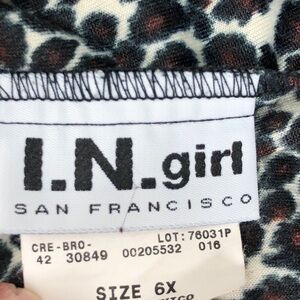 I.N.girl
SAN FRANCISCO
LOT: 76031P
CRE-BRO-
42 30849 00205532 016
SIZE 6X